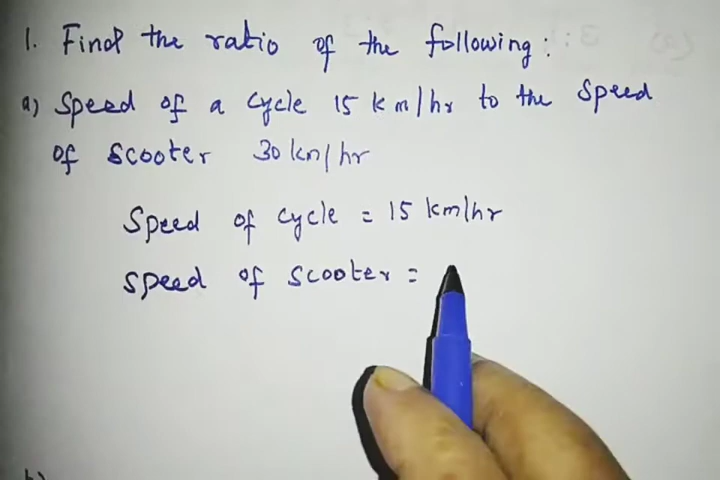 1. Find the ratio of the following:
a) Speed of a cycle 15 km/hr to the speed
of scooter 30 km/hr
Speed of cycle = 15 km/hr
Speed of scooter =
b)